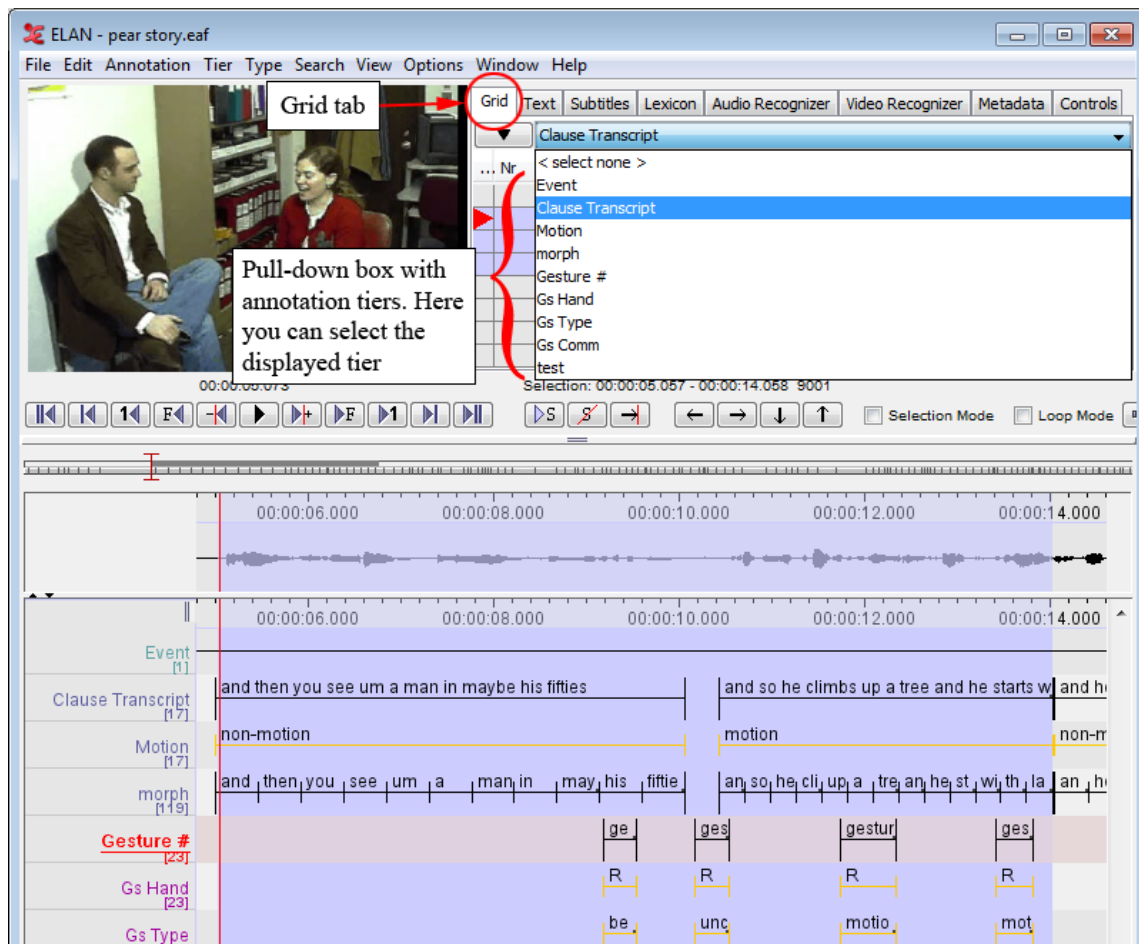 ELAN - pear story.eaf
File Edit Annotation Tier Type Search View Options Window Help
Grid tab
Grid Text Subtitles Lexicon Audio Recognizer Video Recognizer Metadata Controls
Clause Transcript
... Nr
< select none >
Event
Clause Transcript
Motion
morph
Gesture #
Gs Hand
Gs Type
Gs Comm
test
Pull-down box with
annotation tiers. Here
you can select the
displayed tier
00:00:05.073
Selection: 00:00:05.057 - 00:00:14.058 9001
1 F + F 1 S S Selection Mode Loop Mode
00:00:06.000 00:00:08.000 00:00:10.000 00:00:12.000 00:00:14.000
00:00:06.000 00:00:08.000 00:00:10.000 00:00:12.000 00:00:14.000
Event
[1]
Clause Transcript and then you see um a man in maybe his fifties and so he climbs up a tree and he starts w and he
[17]
Motion non-motion motion non-m
[17]
morph and then you see um a man in may his fiftie an so he cli up a tre an he st wi th la an he
[119]
Gesture # ge ges gestur ges
[23]
Gs Hand R R R R
[23]
Gs Type be unc motio mot